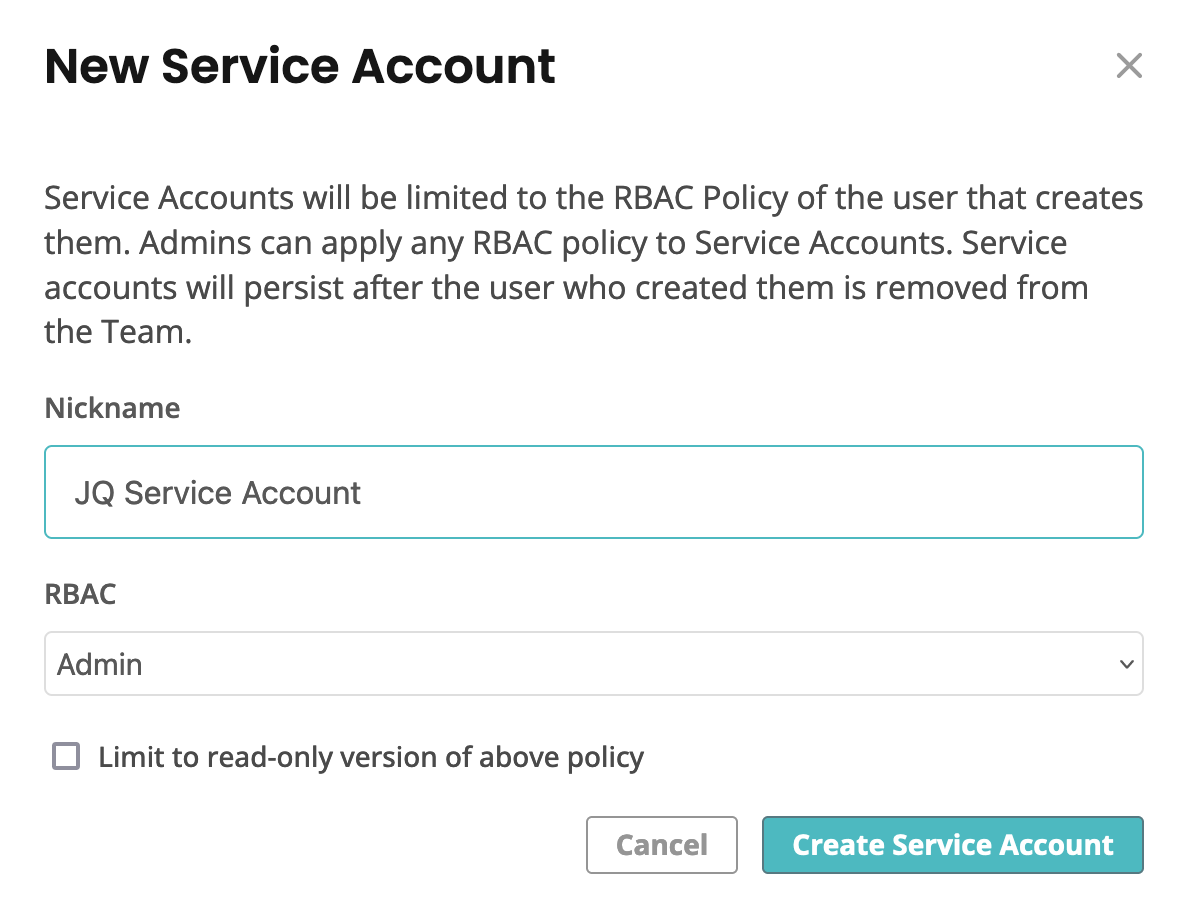 New Service Account
Service Accounts will be limited to the RBAC Policy of the user that creates
them. Admins can apply any RBAC policy to Service Accounts. Service
accounts will persist after the user who created them is removed from
the Team.
Nickname
JQ Service Account
RBAC
Admin
Limit to read-only version of above policy
Cancel
Create Service Account